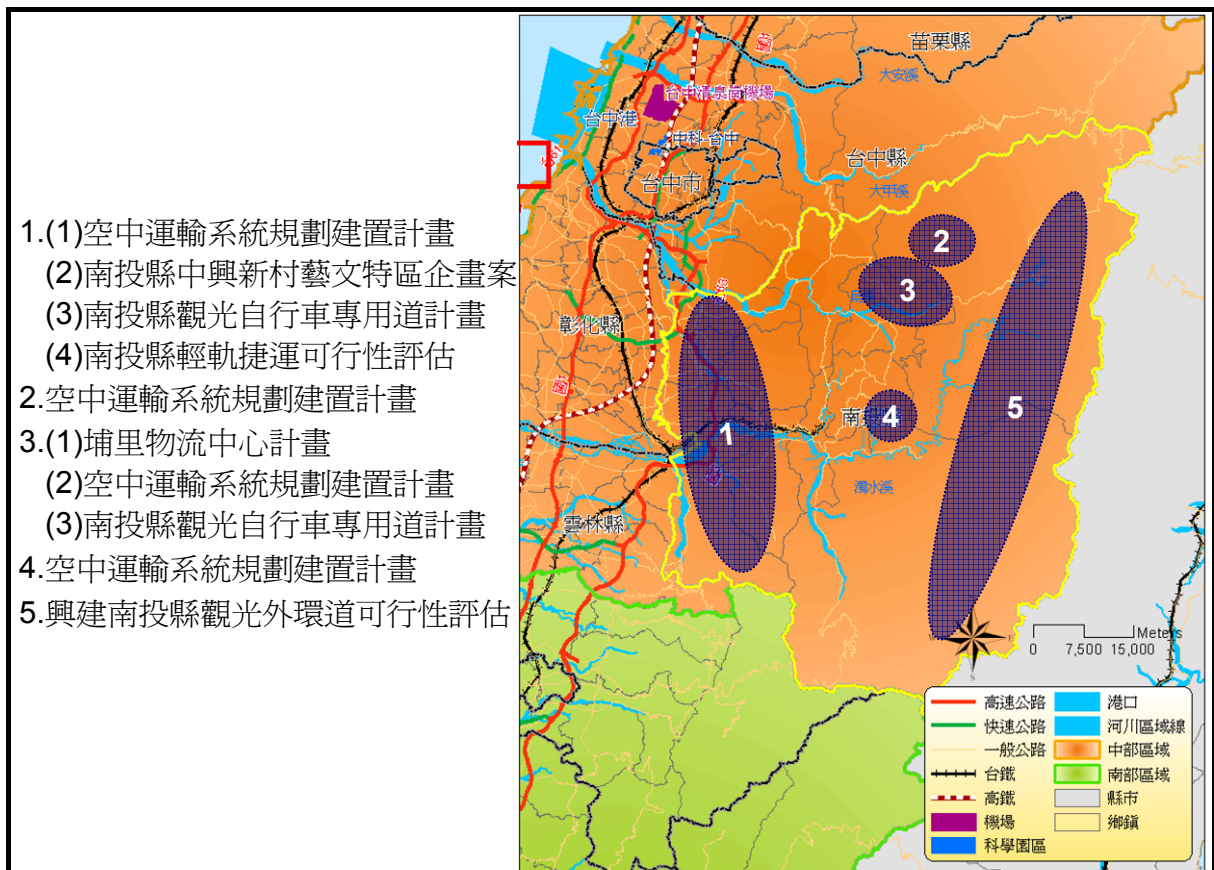 1.(1)空中運輸系統規劃建置計畫
(2)南投縣中興新村藝文特區企畫案
(3)南投縣觀光自行車專用道計畫
(4)南投縣輕軌捷運可行性評估
2.空中運輸系統規劃建置計畫
3.(1)埔里物流中心計畫
(2)空中運輸系統規劃建置計畫
(3)南投縣觀光自行車專用道計畫
4.空中運輸系統規劃建置計畫
5.興建南投縣觀光外環道可行性評估
苗栗縣
大安溪
台中清泉崗機場
台中港
中科-台中
台中縣
台中市
大甲溪
2
3
彰化縣
5
南投
4
1
濁水溪
雲林縣
Meters
0 7,500 15,000
高速公路 港口
快速公路 河川區域線
一般公路 中部區域
台鐵 南部區域
高鐵 縣市
機場 鄉鎮
科學園區